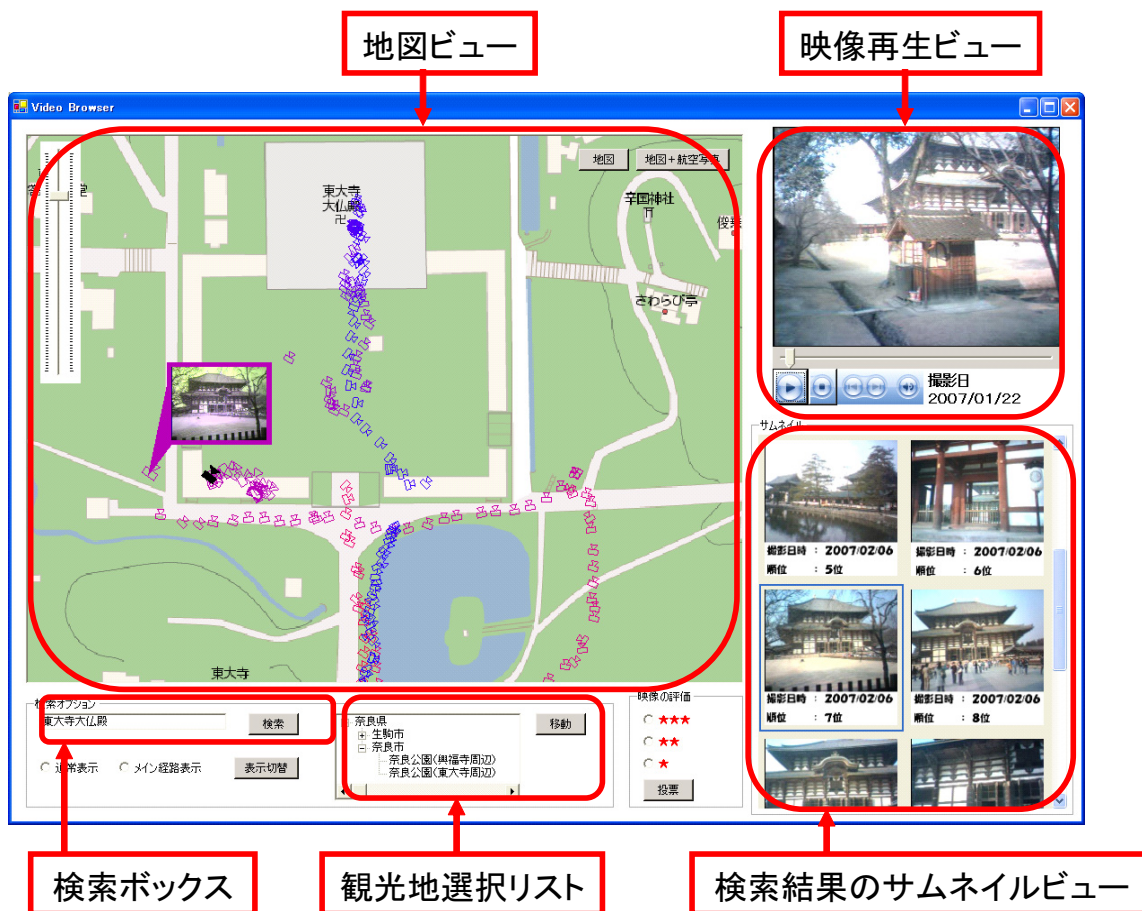 地図ビュー
映像再生ビュー
Video Browser
地図
地図+航空写真
東大寺
大仏殿
卍
辛国神社
さわらび亭
東大寺
撮影日
2007/01/22
サムネイル
撮影日時 : 2007/02/06
順位 : 5位
撮影日時 : 2007/02/06
順位 : 6位
撮影日時 : 2007/02/06
順位 : 7位
撮影日時 : 2007/02/06
順位 : 8位
検索オプション
東大寺大仏殿
検索
通常表示
メイン経路表示
表示切替
奈良県
生駒市
奈良市
奈良公園(興福寺周辺)
奈良公園(東大寺周辺)
移動
映像の評価
★★★
★★
★
投票
検索ボックス
観光地選択リスト
検索結果のサムネイルビュー